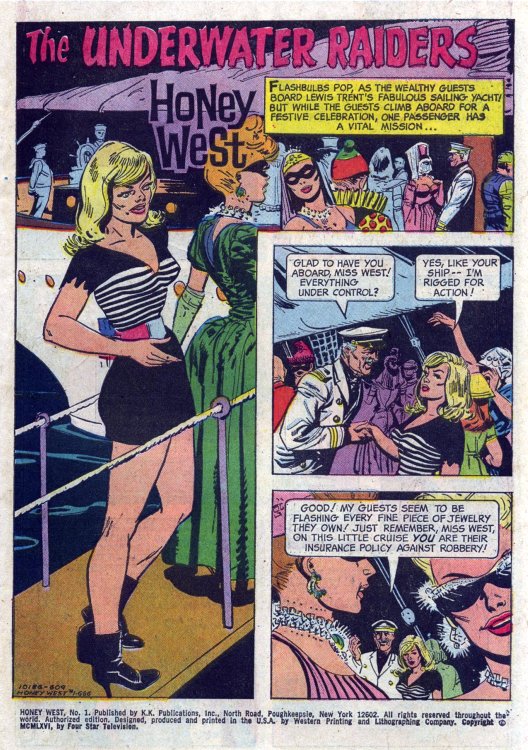 The UNDERWATER RAIDERS
Honey
West
FLASHBULBS POP, AS THE WEALTHY GUESTS
BOARD LEWIS TRENT'S FABULOUS SAILING YACHT!
BUT WHILE THE GUESTS CLIMB ABOARD FOR A
FESTIVE CELEBRATION, ONE PASSENGER HAS
A VITAL MISSION...
GLAD TO HAVE YOU
ABOARD, MISS WEST!
EVERYTHING
UNDER CONTROL?
YES, LIKE YOUR
SHIP-- I'M
RIGGED FOR
ACTION!
GOOD! MY GUESTS SEEM TO BE
FLASHING EVERY FINE PIECE OF JEWELRY
THEY OWN! JUST REMEMBER, MISS WEST,
ON THIS LITTLE CRUISE YOU ARE THEIR
INSURANCE POLICY AGAINST ROBBERY!
10186-609
HONEY WEST #1-666
HONEY WEST, No. 1. Published by K.K. Publications, Inc., North Road, Poughkeepsie, New York 12602. All rights reserved throughout the
world. Authorized edition. Designed, produced and printed in the U.S.A. by Western Printing and Lithographing Company. Copyright ©
MCMLXVI, by Four Star Television.